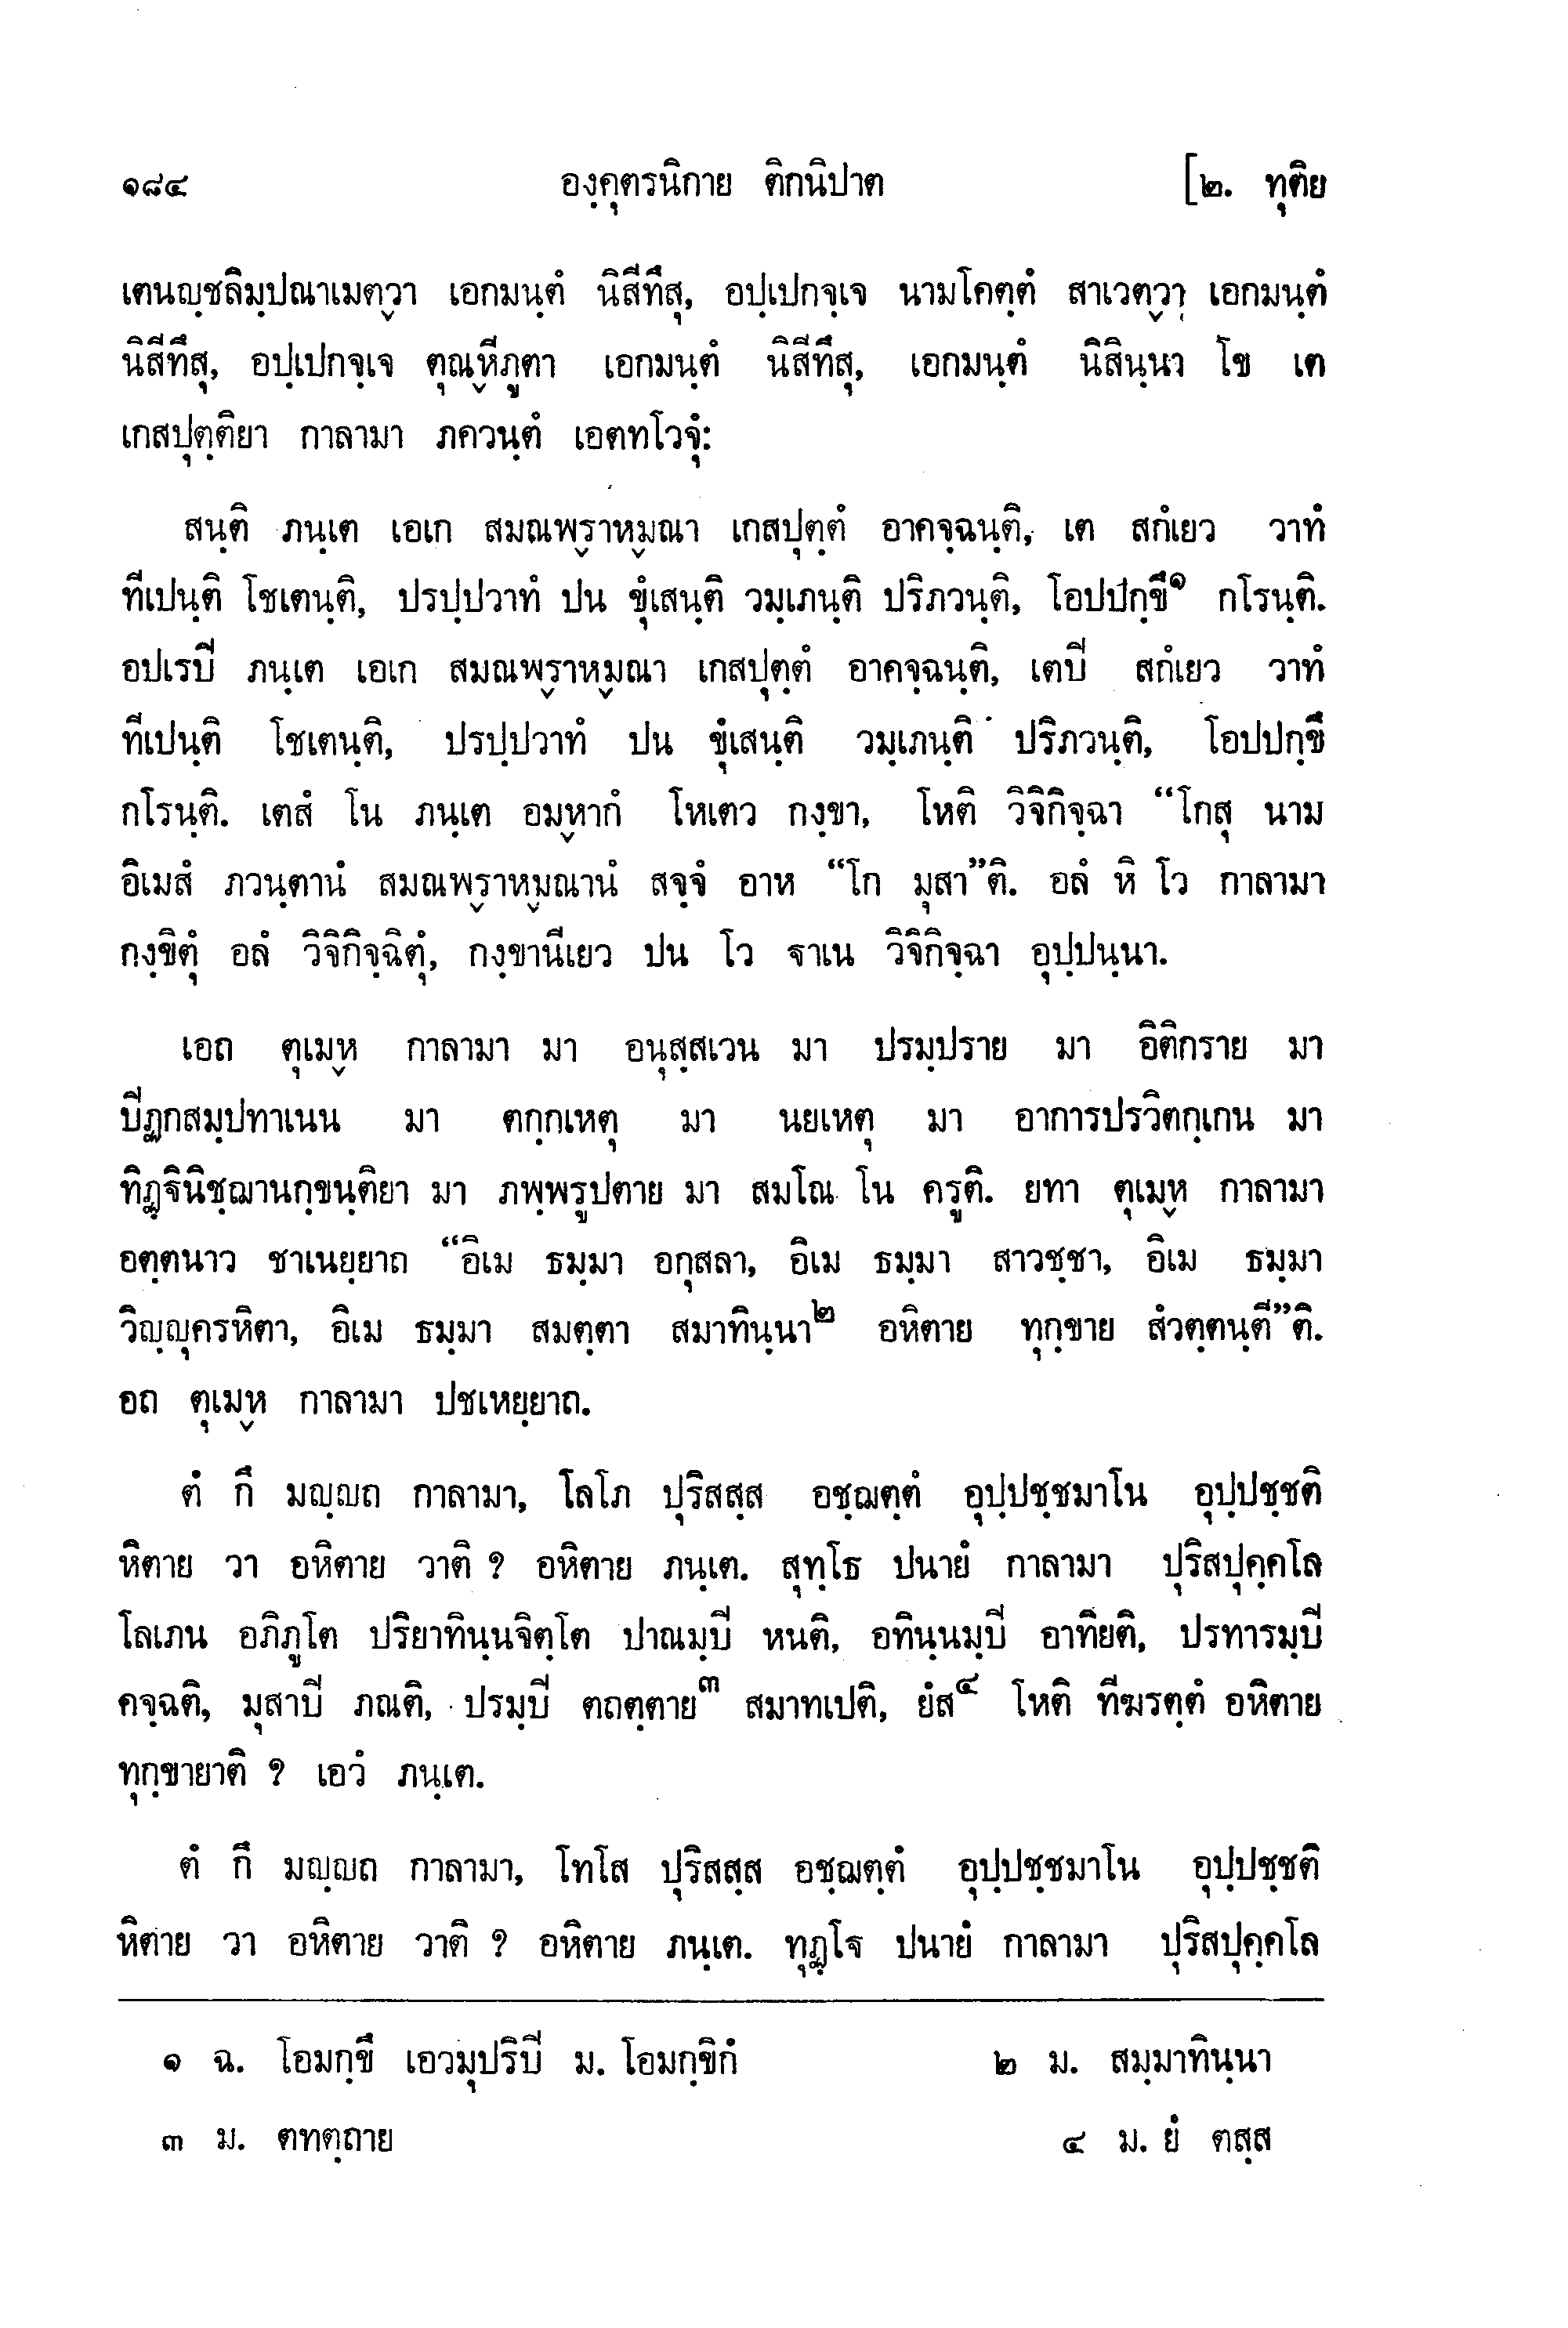 ๑๘๔ องฺคุตรนิกาย ติกนิปาต [๒. ทุติย
เตนญฺชลิมฺปณาเมตฺวา เอกมนฺตํ นิสีทึสุ, อปฺเปกจฺเจ นามโคตฺตํ สาเวตฺวา เอกมนฺตํ
นิสีทึสุ, อปฺเปกจฺเจ ตุณฺหีภูตา เอกมนฺตํ นิสีทึสุ, เอกมนฺตํ นิสินฺนา โข เต
เกสปุตฺติยา กาลามา ภควนฺตํ เอตทโวจุํ:
สนฺติ ภนฺเต เอเก สมณพฺราหฺมณา เกสปุตฺตํ อาคจฺฉนฺติ, เต สกํเยว วาทํ
ทีเปนฺติ โชเตนฺติ, ปรปฺปวาทํ ปน ขุํเสนฺติ วมฺเภนฺติ ปริภวนฺติ, โอปปกฺขึ๑ กโรนฺติ.
อปเรปี ภนฺเต เอเก สมณพฺราหฺมณา เกสปุตฺตํ อาคจฺฉนฺติ, เตปี สกํเยว วาทํ
ทีเปนฺติ โชเตนฺติ, ปรปฺปวาทํ ปน ขุํเสนฺติ วมฺเภนฺติ ปริภวนฺติ, โอปปกฺขึ
กโรนฺติ. เตสํ โน ภนฺเต อมฺหากํ โหเตว กงฺขา, โหติ วิจิกิจฺฉา “โกสุ นาม
อิเมสํ ภวนฺตานํ สมณพฺราหฺมณานํ สจฺจํ อาห “โก มุสา”ติ. อลํ หิ โว กาลามา
กงฺขิตุํ อลํ วิจิกิจฺฉิตุํ, กงฺขานีเยว ปน โว ฐาเน วิจิกิจฺฉา อุปฺปนฺนา.
เอถ ตุเมฺห กาลามา มา อนุสฺสเวน มา ปรมฺปราย มา อิติกราย มา
ปีฏกสมฺปทาเนน มา ตกฺกเหตุ มา นยเหตุ มา อาการปรวิตกฺเกน มา
ทิฏฺฐินิชฺฌานกฺขนฺติยา มา ภพฺพรูปตาย มา สมโณ โน ครูติ. ยทา ตุเมฺห กาลามา
อตฺตนาว ชาเนยฺยาถ “อิเม ธมฺมา อกุสลา, อิเม ธมฺมา สาวชฺชา, อิเม ธมฺมา
วิญฺญุครหิตา, อิเม ธมฺมา สมตฺตา สมาทินฺนา๒ อหิตาย ทุกฺขาย สํวตฺตนฺตี”ติ.
อถ ตุเมฺห กาลามา ปชเหยฺยาถ.
ตํ กึ มญฺญถ กาลามา, โลโภ ปุริสสฺส อชฺฌตฺตํ อุปฺปชฺชมาโน อุปฺปชฺชติ
หิตาย วา อหิตาย วาติ ? อหิตาย ภนฺเต. สุทฺโธ ปนายํ กาลามา ปุริสปุคฺคโล
โลเภน อภิภูโต ปริยาทินฺนจิตฺโต ปาณมฺปี หนติ, อทินฺนมฺปี อาทิยติ, ปรทารมฺปี
คจฺฉติ, มุสาปี ภณติ, ปรมฺปี ตถตฺตาย๓ สมาทเปติ, ยํส๔ โหติ ทีฆรตฺตํ อหิตาย
ทุกฺขายาติ ? เอวํ ภนฺเต.
ตํ กึ มญฺญถ กาลามา, โทโส ปุริสสฺส อชฺฌตฺตํ อุปฺปชฺชมาโน อุปฺปชฺชติ
หิตาย วา อหิตาย วาติ ? อหิตาย ภนฺเต. ทุฏฺโฐ ปนายํ กาลามา ปุริสปุคฺคโล
๑ ฉ. โอมกฺขึ เอวมุปริปี ม. โอมกฺขิกํ ๒ ม. สมฺมาทินฺนา
๓ ม. ตทตฺถาย ๔ ม. ยํ ตสฺส